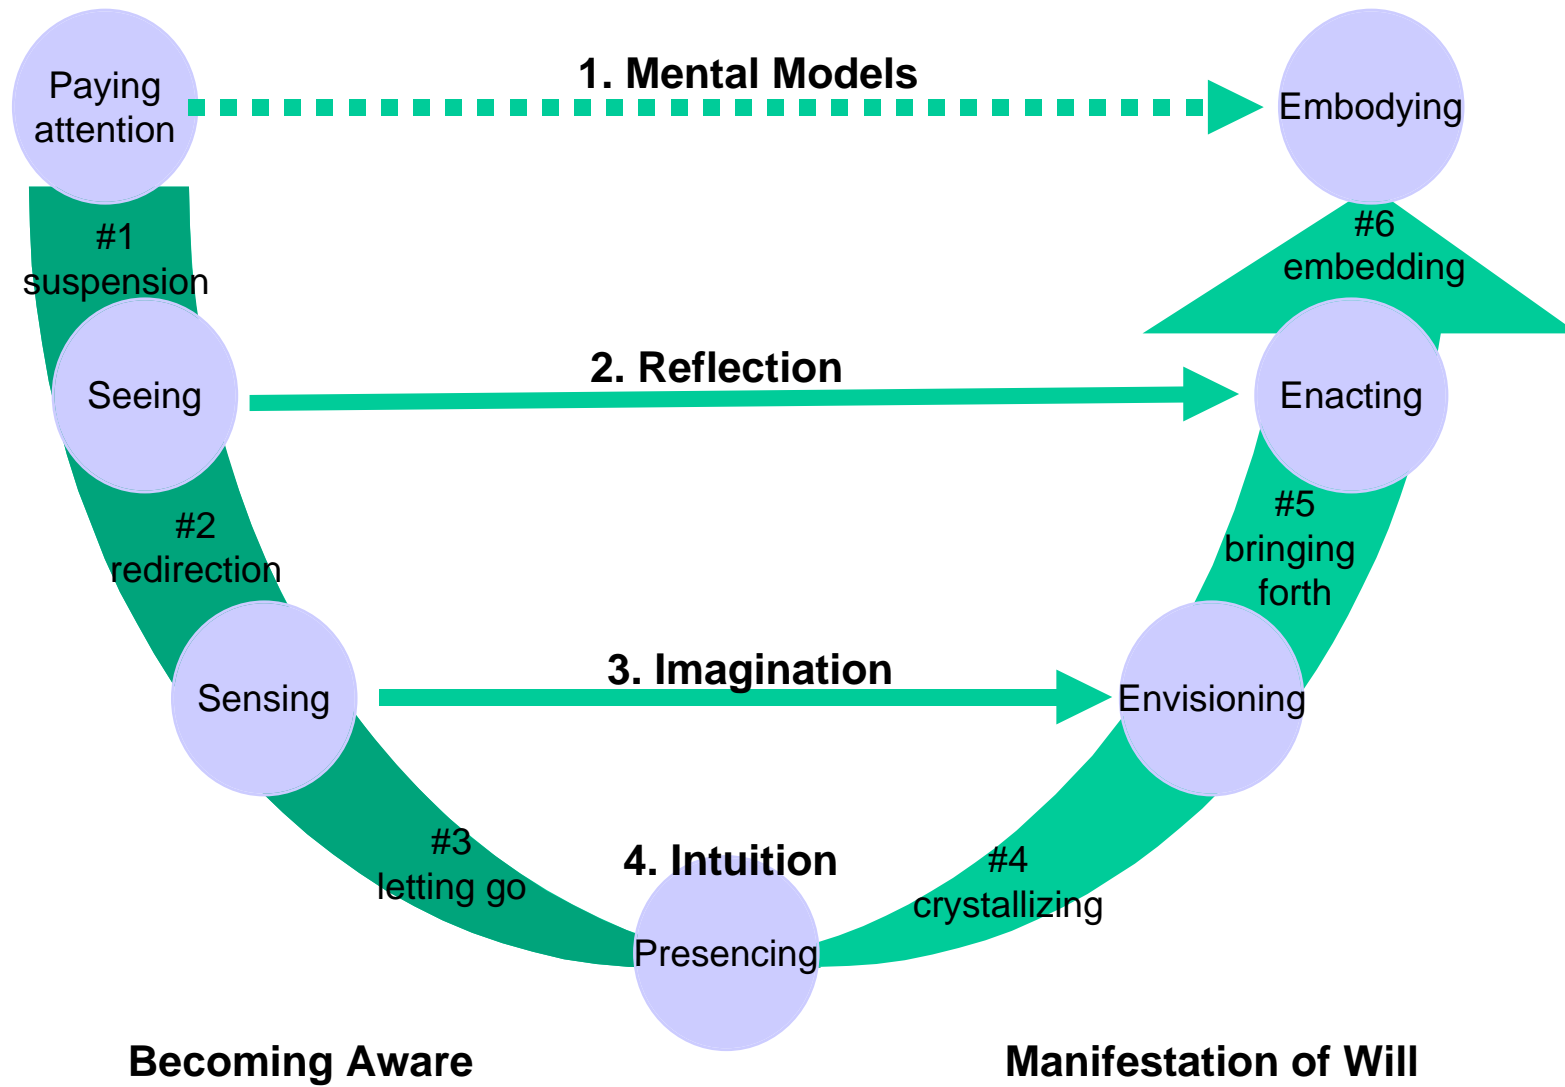 Paying
attention
1. Mental Models
Embodying
#1
suspension
#6
embedding
Seeing
2. Reflection
Enacting
#2
redirection
#5
bringing
forth
Sensing
3. Imagination
Envisioning
#3
letting go
4. Intuition
Presencing
#4
crystallizing
Becoming Aware
Manifestation of Will